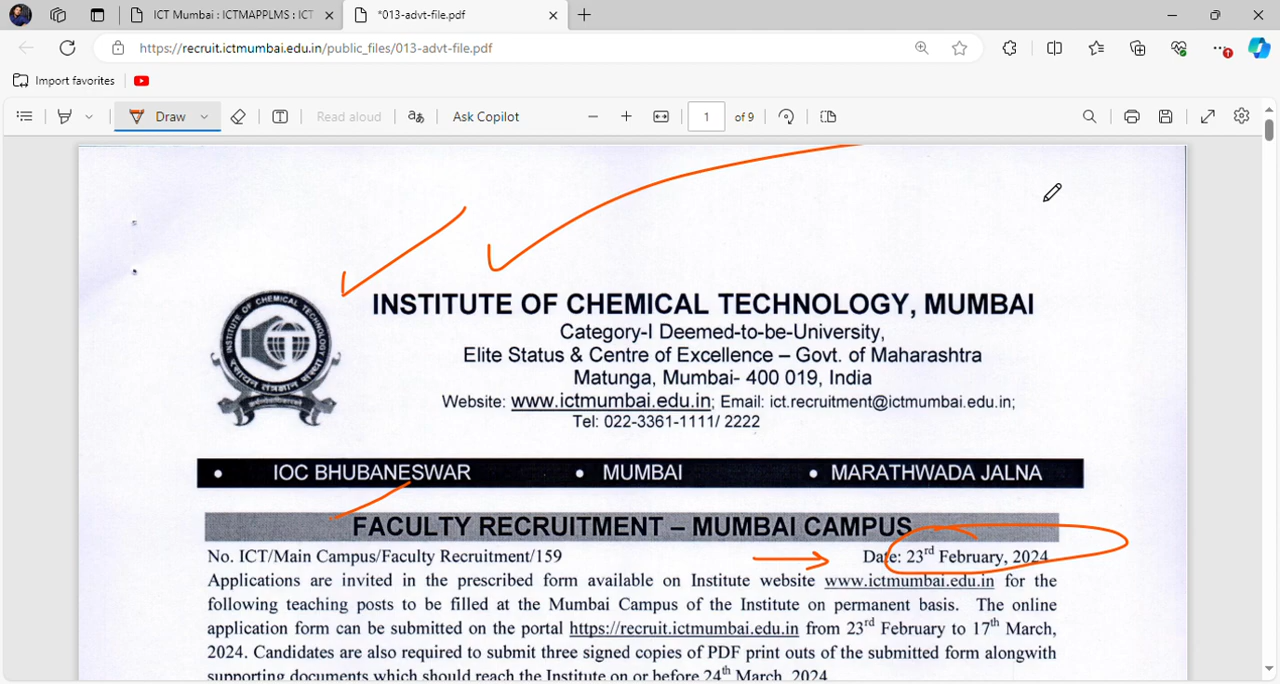 ICT Mumbai : ICTMAPPLMS : ICT
*013-advt-file.pdf
https://recruit.ictmumbai.edu.in/public_files/013-advt-file.pdf
Import favorites
Draw
Read aloud
aあ
Ask Copilot
1 of 9
INSTITUTE OF CHEMICAL TECHNOLOGY, MUMBAI
Category-I Deemed-to-be-University,
Elite Status & Centre of Excellence – Govt. of Maharashtra
Matunga, Mumbai- 400 019, India
Website: www.ictmumbai.edu.in; Email: ict.recruitment@ictmumbai.edu.in;
Tel: 022-3361-1111/ 2222
INSTITUTE OF CHEMICAL TECHNOLOGY
• IOC BHUBANESWAR • MUMBAI • MARATHWADA JALNA
FACULTY RECRUITMENT – MUMBAI CAMPUS
No. ICT/Main Campus/Faculty Recruitment/159 Date: 23rd February, 2024
Applications are invited in the prescribed form available on Institute website www.ictmumbai.edu.in for the
following teaching posts to be filled at the Mumbai Campus of the Institute on permanent basis. The online
application form can be submitted on the portal https://recruit.ictmumbai.edu.in from 23rd February to 17th March,
2024. Candidates are also required to submit three signed copies of PDF print outs of the submitted form alongwith
supporting documents which should reach the Institute on or before 24th March, 2024.